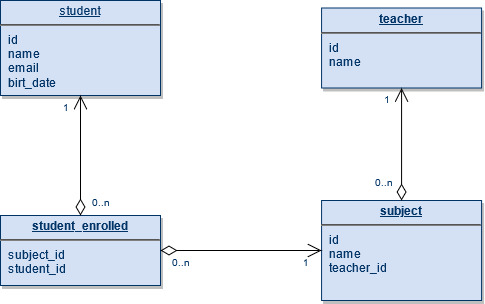 student
id
name
email
birt_date
teacher
id
name
1
1
0..n
0..n
student_enrolled
subject_id
student_id
0..n
1
subject
id
name
teacher_id